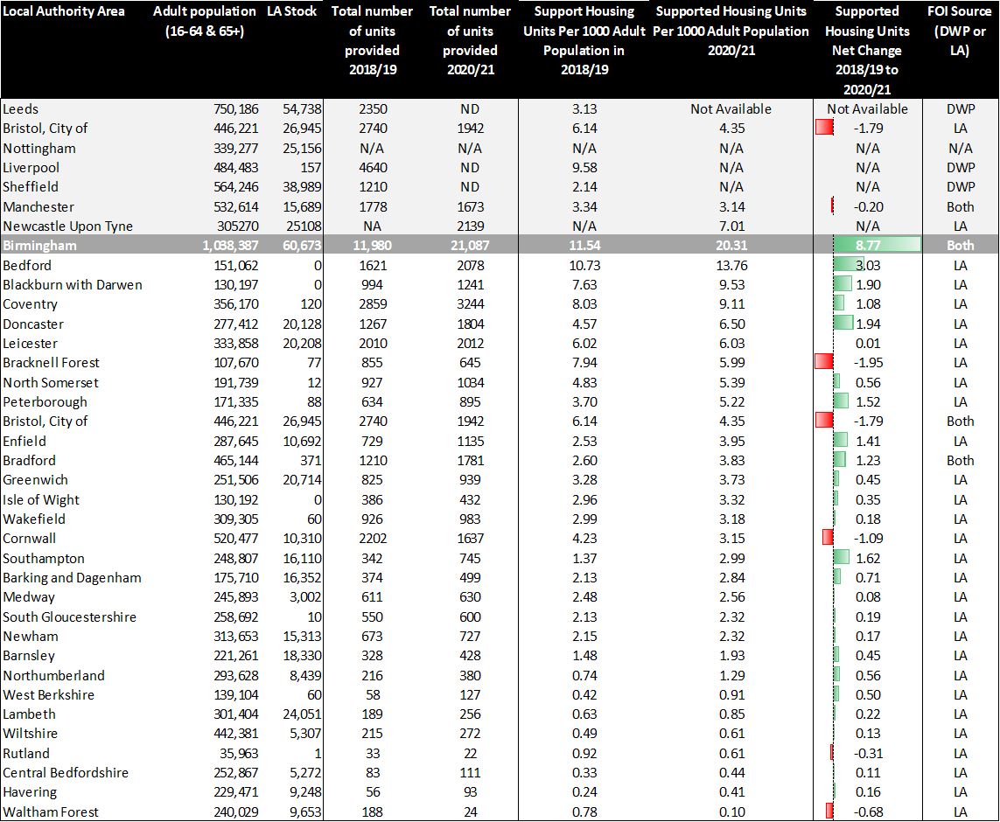 Local Authority Area Adult population LA Stock Total number Total number Support Housing Supported Housing Units Supported FOI Source
(16-64 & 65+) of units of units Units Per 1000 Adult Per 1000 Adult Population Housing Units (DWP or
provided provided Population in 2020/21 Net Change LA)
2018/19 2020/21 2018/19 2018/19 to
2020/21
Leeds 750,186 54,738 2350 ND 3.13 Not Available Not Available DWP
Bristol, City of 446,221 26,945 2740 1942 6.14 4.35 -1.79 LA
Nottingham 339,277 25,156 N/A N/A N/A N/A N/A N/A
Liverpool 484,483 157 4640 ND 9.58 N/A N/A DWP
Sheffield 564,246 38,989 1210 ND 2.14 N/A N/A DWP
Manchester 532,614 15,689 1778 1673 3.34 3.14 -0.20 Both
Newcastle Upon Tyne 305270 25108 NA 2139 N/A 7.01 N/A LA
Birmingham 1,038,387 60,673 11,980 21,087 11.54 20.31 8.77 Both
Bedford 151,062 0 1621 2078 10.73 13.76 3.03 LA
Blackburn with Darwen 130,197 0 994 1241 7.63 9.53 1.90 LA
Coventry 356,170 120 2859 3244 8.03 9.11 1.08 LA
Doncaster 277,412 20,128 1267 1804 4.57 6.50 1.94 LA
Leicester 333,858 20,208 2010 2012 6.02 6.03 0.01 LA
Bracknell Forest 107,670 77 855 645 7.94 5.99 -1.95 LA
North Somerset 191,739 12 927 1034 4.83 5.39 0.56 LA
Peterborough 171,335 88 634 895 3.70 5.22 1.52 LA
Bristol, City of 446,221 26,945 2740 1942 6.14 4.35 -1.79 Both
Enfield 287,645 10,692 729 1135 2.53 3.95 1.41 LA
Bradford 465,144 371 1210 1781 2.60 3.83 1.23 Both
Greenwich 251,506 20,714 825 939 3.28 3.73 0.45 LA
Isle of Wight 130,192 0 386 432 2.96 3.32 0.35 LA
Wakefield 309,305 60 926 983 2.99 3.18 0.18 LA
Cornwall 520,477 10,310 2202 1637 4.23 3.15 -1.09 LA
Southampton 248,807 16,110 342 745 1.37 2.99 1.62 LA
Barking and Dagenham 175,710 16,352 374 499 2.13 2.84 0.71 LA
Medway 245,893 3,002 611 630 2.48 2.56 0.08 LA
South Gloucestershire 258,692 10 550 600 2.13 2.32 0.19 LA
Newham 313,653 15,313 673 727 2.15 2.32 0.17 LA
Barnsley 221,261 18,330 328 428 1.48 1.93 0.45 LA
Northumberland 293,628 8,439 216 380 0.74 1.29 0.56 LA
West Berkshire 139,104 60 58 127 0.42 0.91 0.50 LA
Lambeth 301,404 24,051 189 256 0.63 0.85 0.22 LA
Wiltshire 442,381 5,307 215 272 0.49 0.61 0.13 LA
Rutland 35,963 1 33 22 0.92 0.61 -0.31 LA
Central Bedfordshire 252,867 5,272 83 111 0.33 0.44 0.11 LA
Havering 229,471 9,248 56 93 0.24 0.41 0.16 LA
Waltham Forest 240,029 9,653 188 24 0.78 0.10 -0.68 LA